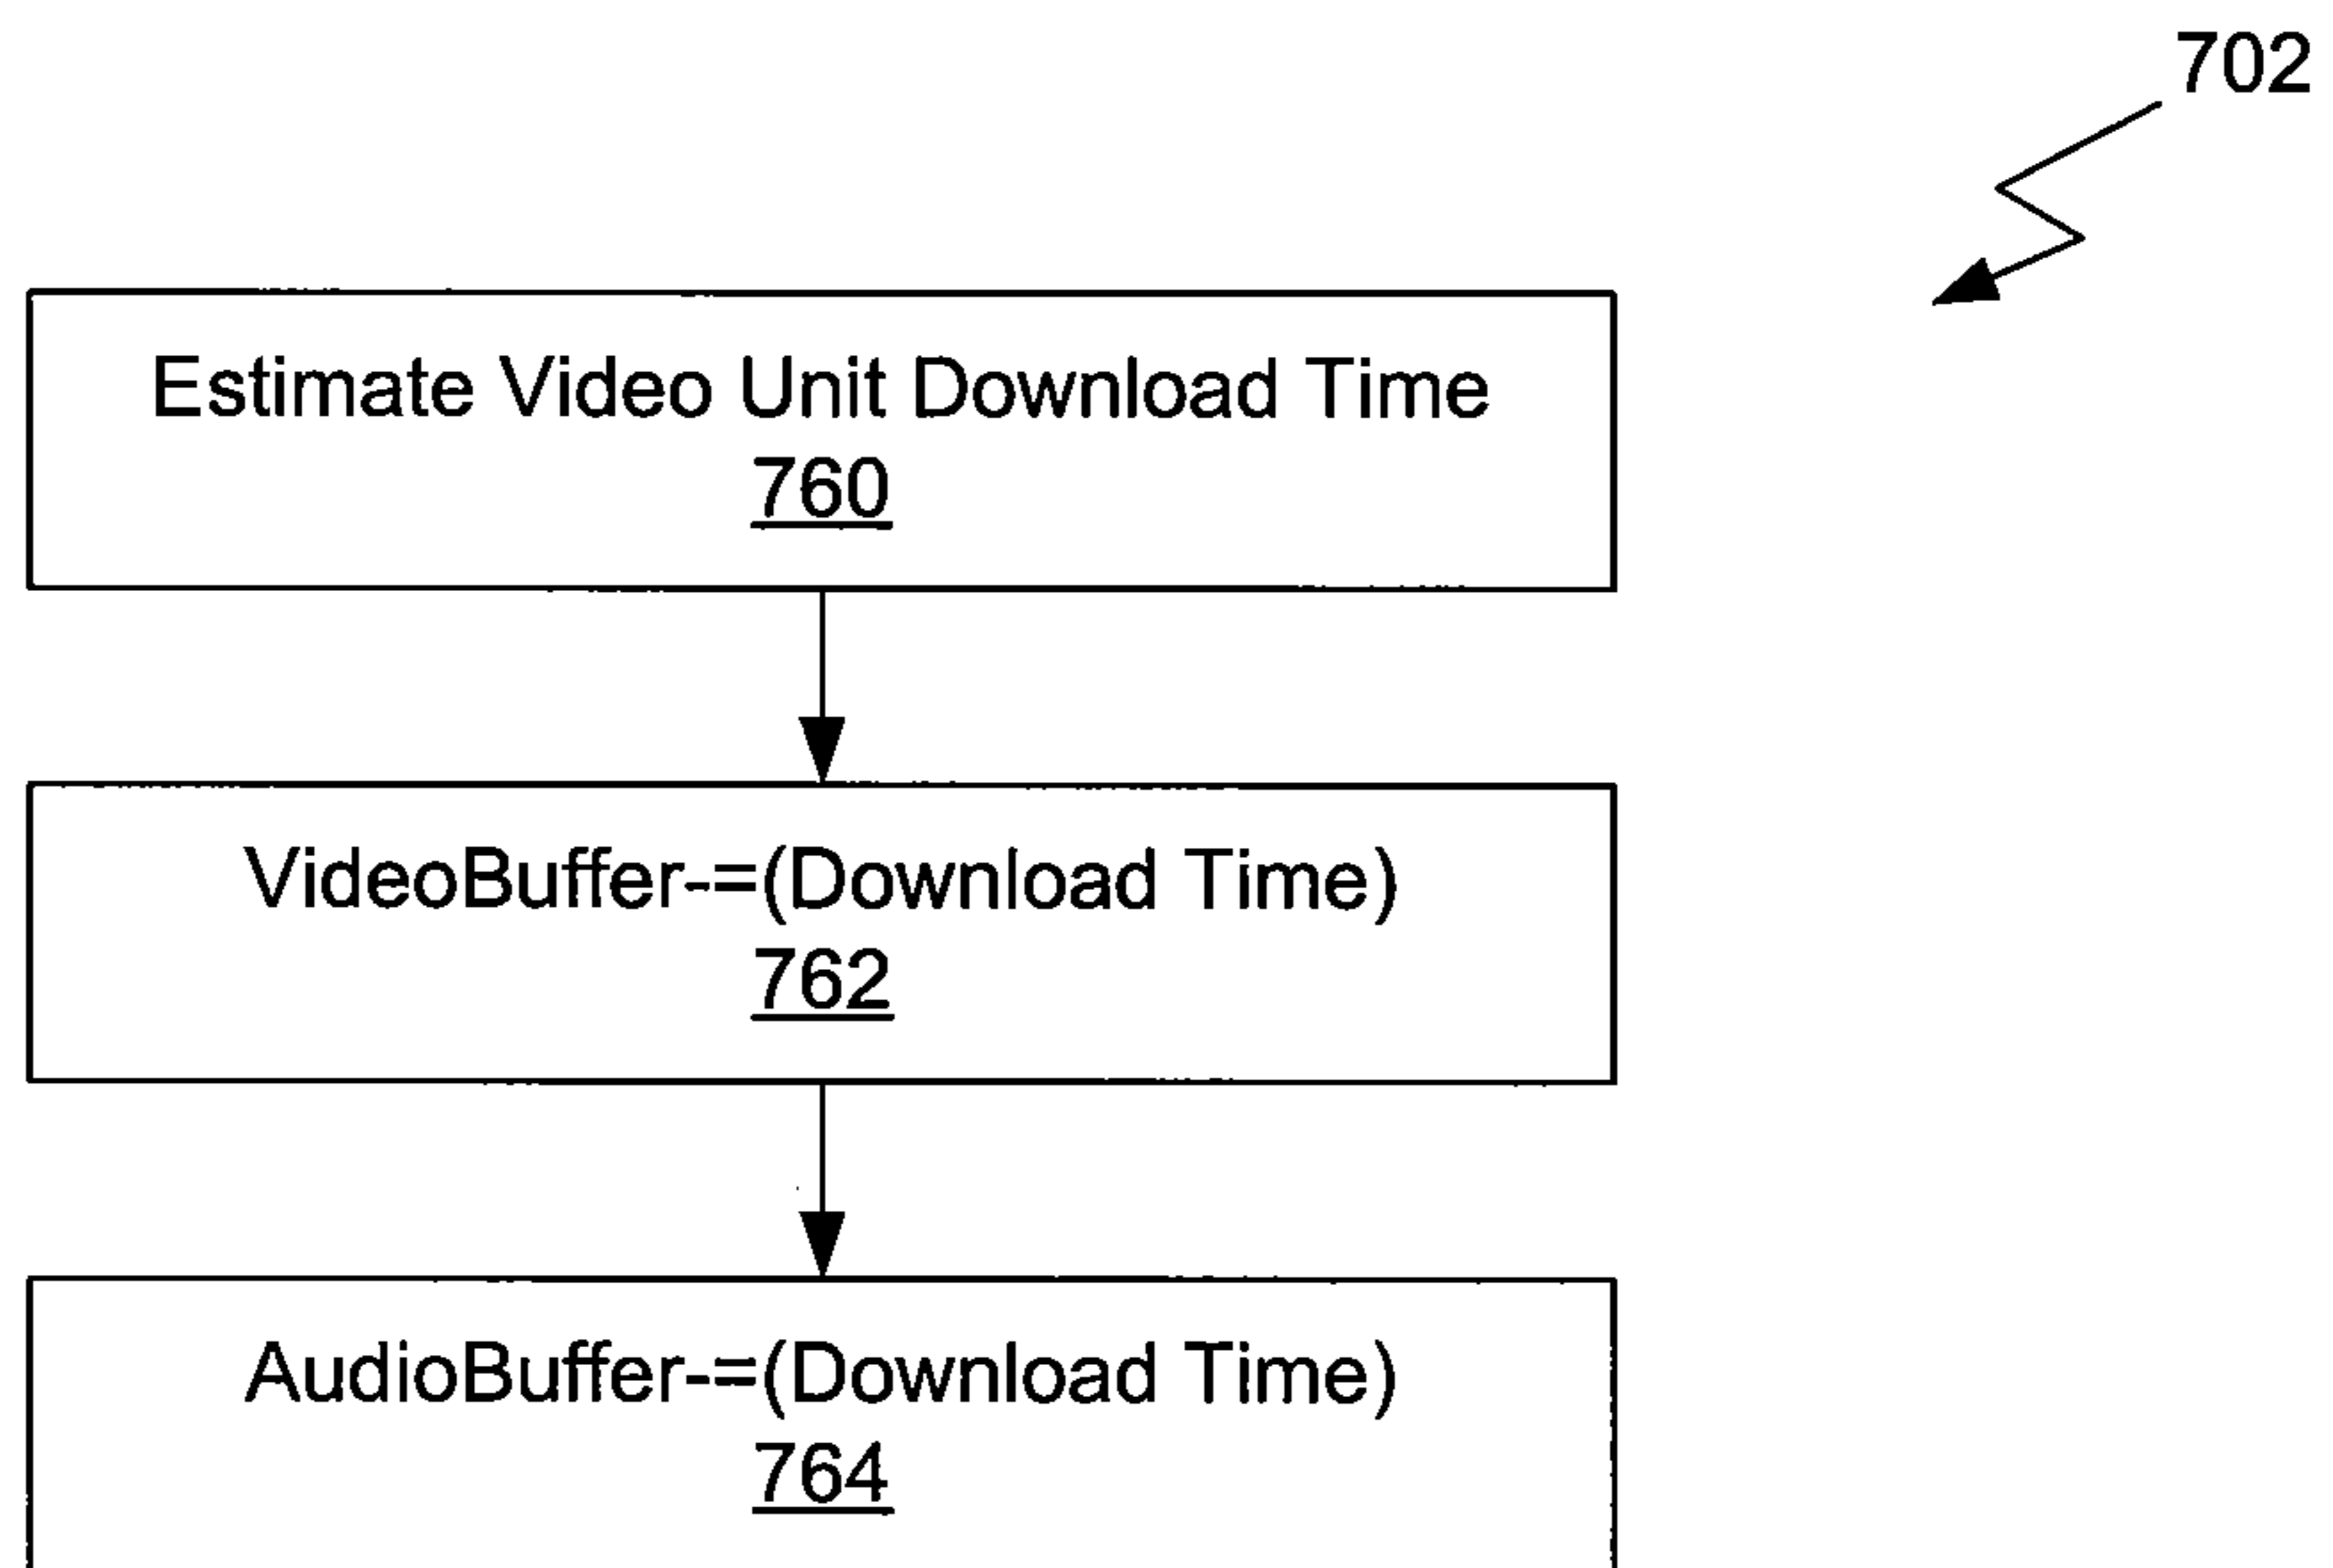 702
Estimate Video Unit Download Time
760
VideoBuffer-=(Download Time)
762
AudioBuffer-=(Download Time)
764